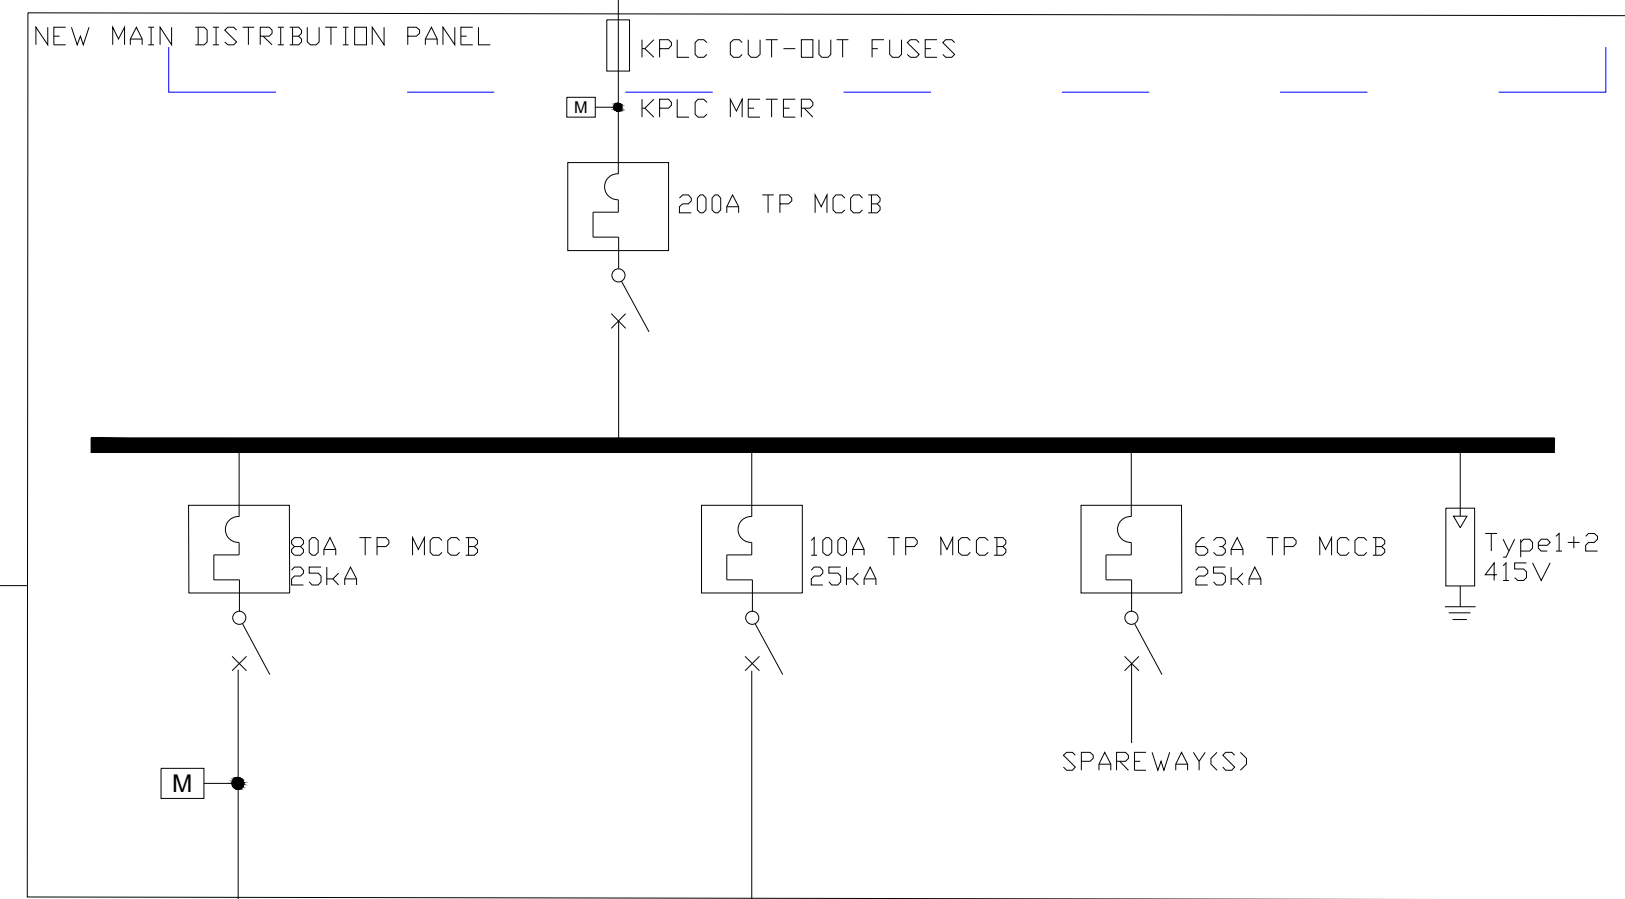 NEW MAIN DISTRIBUTION PANEL
KPLC CUT-OUT FUSES
M
KPLC METER
200A TP MCCB
80A TP MCCB
25kA
100A TP MCCB
25kA
63A TP MCCB
25kA
Type1+2
415V
SPAREWAY(S)
M